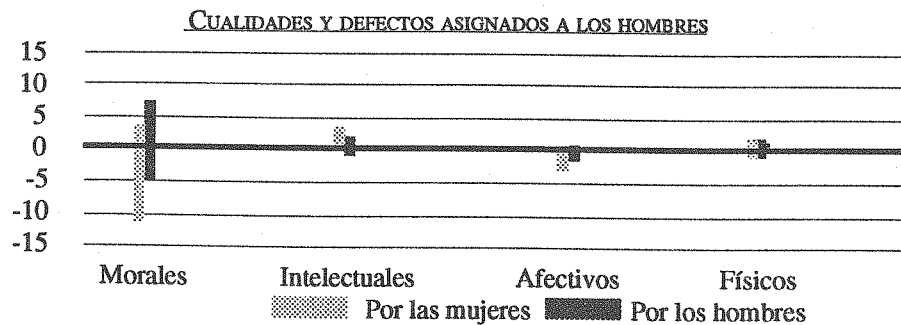 CUALIDADES Y DEFECTOS ASIGNADOS A LOS HOMBRES
15
10
5
0
-5
-10
-15
Morales Intelectuales Afectivos Físicos
Por las mujeres Por los hombres